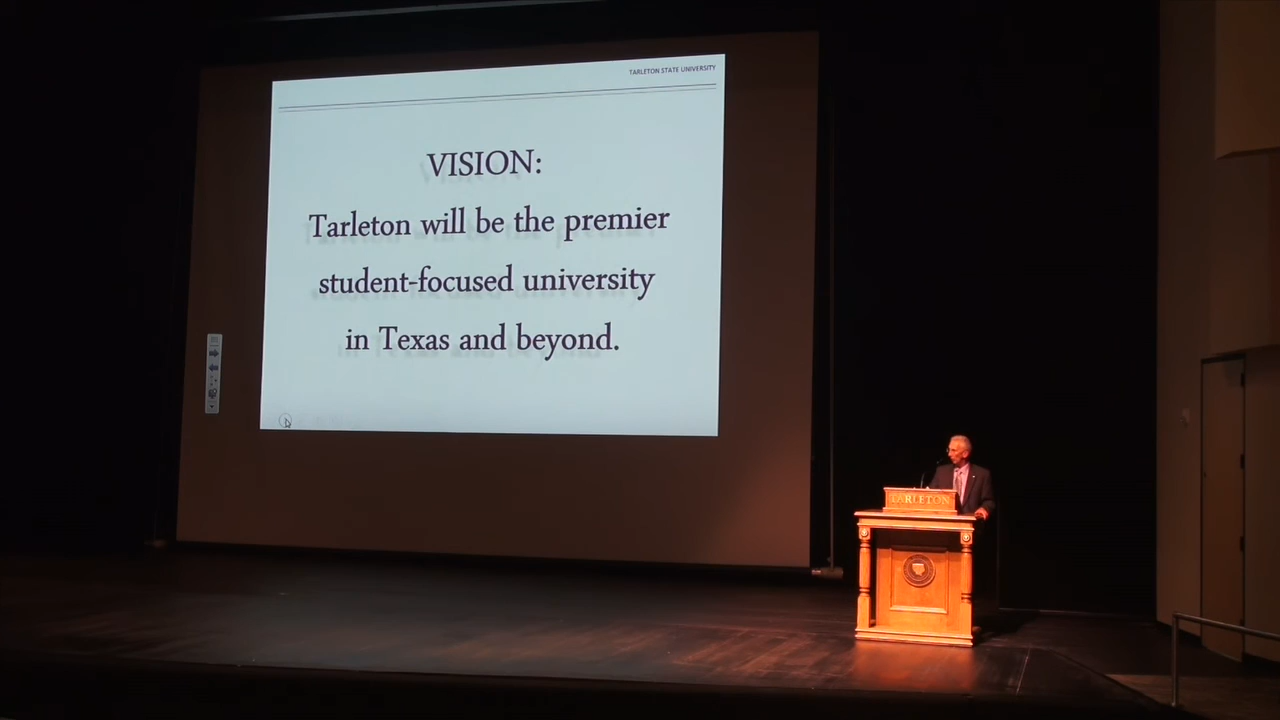 TARLETON STATE UNIVERSITY
VISION:
Tarleton will be the premier
student-focused university
in Texas and beyond.
TARLETON